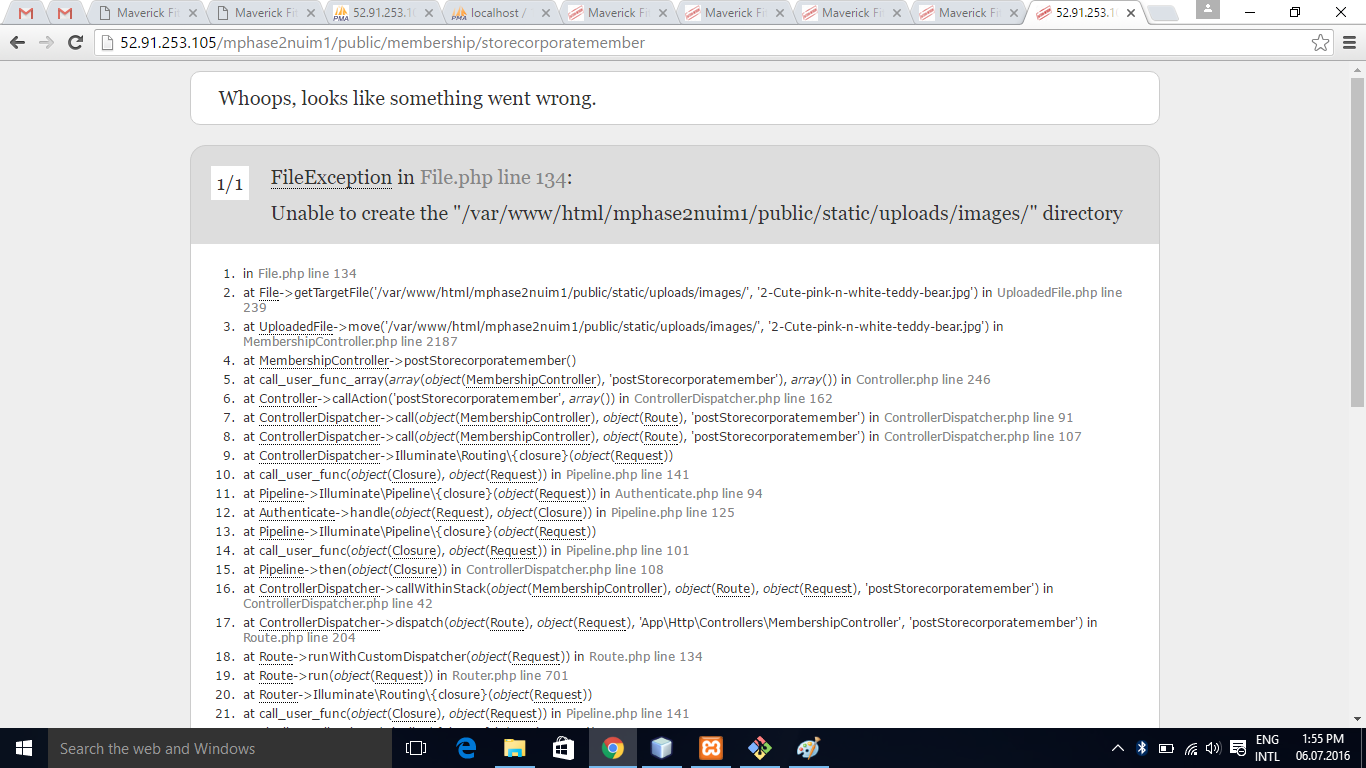 Maverick Fi
Maverick Fi
52.91.253.10
localhost /
Maverick Fi
Maverick Fi
Maverick Fi
Maverick Fi
52.91.253.10
52.91.253.105/mphase2nuim1/public/membership/storecorporatemember
Whoops, looks like something went wrong.
1/1
FileException in File.php line 134:
Unable to create the "/var/www/html/mphase2nuim1/public/static/uploads/images/" directory
1. in File.php line 134
2. at File->getTargetFile('/var/www/html/mphase2nuim1/public/static/uploads/images/', '2-Cute-pink-n-white-teddy-bear.jpg') in UploadedFile.php line
239
3. at UploadedFile->move('/var/www/html/mphase2nuim1/public/static/uploads/images/', '2-Cute-pink-n-white-teddy-bear.jpg') in
MembershipController.php line 2187
4. at MembershipController->postStorecorporatemember()
5. at call_user_func_array(array(object(MembershipController), 'postStorecorporatemember'), array()) in Controller.php line 246
6. at Controller->callAction('postStorecorporatemember', array()) in ControllerDispatcher.php line 162
7. at ControllerDispatcher->call(object(MembershipController), object(Route), 'postStorecorporatemember') in ControllerDispatcher.php line 91
8. at ControllerDispatcher->call(object(MembershipController), object(Route), 'postStorecorporatemember') in ControllerDispatcher.php line 107
9. at ControllerDispatcher->Illuminate\Routing\{closure}(object(Request))
10. at call_user_func(object(Closure), object(Request)) in Pipeline.php line 141
11. at Pipeline->Illuminate\Pipeline\{closure}(object(Request)) in Authenticate.php line 94
12. at Authenticate->handle(object(Request), object(Closure)) in Pipeline.php line 125
13. at Pipeline->Illuminate\Pipeline\{closure}(object(Request))
14. at call_user_func(object(Closure), object(Request)) in Pipeline.php line 101
15. at Pipeline->then(object(Closure)) in ControllerDispatcher.php line 108
16. at ControllerDispatcher->callWithinStack(object(MembershipController), object(Route), object(Request), 'postStorecorporatemember') in
ControllerDispatcher.php line 42
17. at ControllerDispatcher->dispatch(object(Route), object(Request), 'App\Http\Controllers\MembershipController', 'postStorecorporatemember') in
Route.php line 204
18. at Route->runWithCustomDispatcher(object(Request)) in Route.php line 134
19. at Route->run(object(Request)) in Router.php line 701
20. at Router->Illuminate\Routing\{closure}(object(Request))
21. at call_user_func(object(Closure), object(Request)) in Pipeline.php line 141
Search the web and Windows
ENG
INTL
1:55 PM
06.07.2016